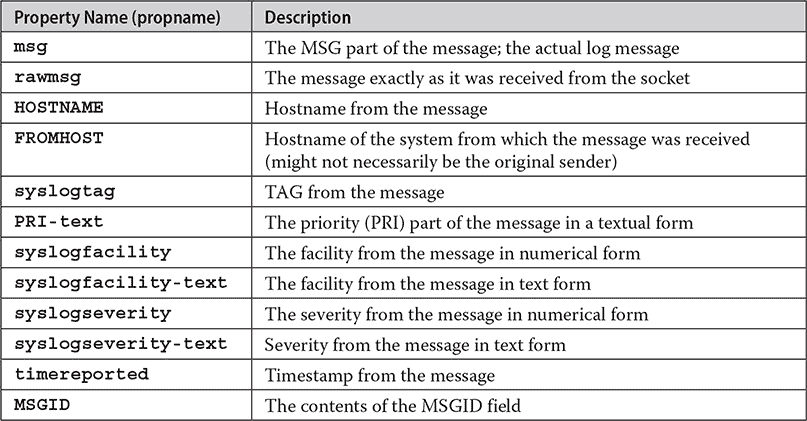 Property Name (propname) Description
msg The MSG part of the message; the actual log message
rawmsg The message exactly as it was received from the socket
HOSTNAME Hostname from the message
FROMHOST Hostname of the system from which the message was received
(might not necessarily be the original sender)
syslogtag TAG from the message
PRI-text The priority (PRI) part of the message in a textual form
syslogfacility The facility from the message in numerical form
syslogfacility-text The facility from the message in text form
syslogseverity The severity from the message in numerical form
syslogseverity-text Severity from the message in text form
timereported Timestamp from the message
MSGID The contents of the MSGID field